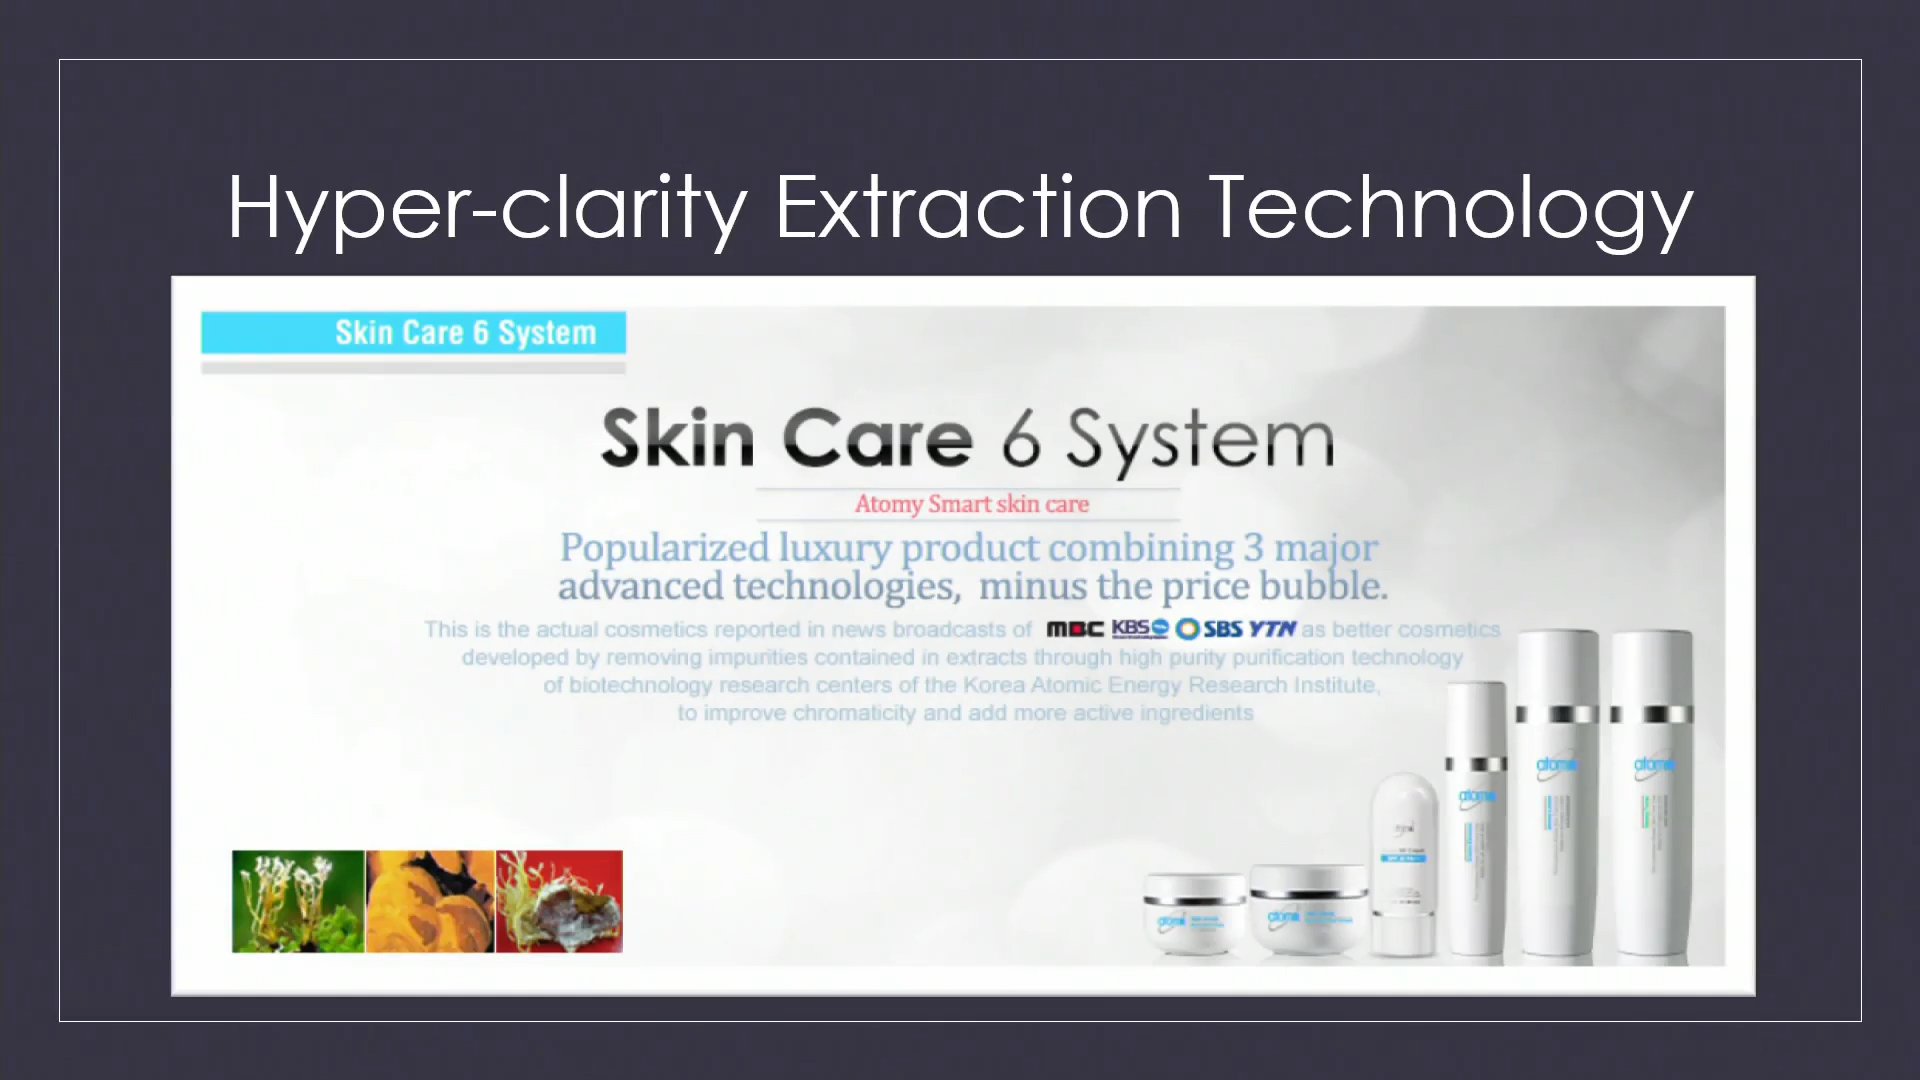 Hyper-clarity Extraction Technology
Skin Care 6 System
Skin Care 6 System
Atomy Smart skin care
Popularized luxury product combining 3 major
advanced technologies, minus the price bubble.
This is the actual cosmetics reported in news broadcasts of MBC KBS SBS YTN as better cosmetics
developed by removing impurities contained in extracts through high purity purification technology
of biotechnology research centers of the Korea Atomic Energy Research Institute,
to improve chromaticity and add more active ingredients